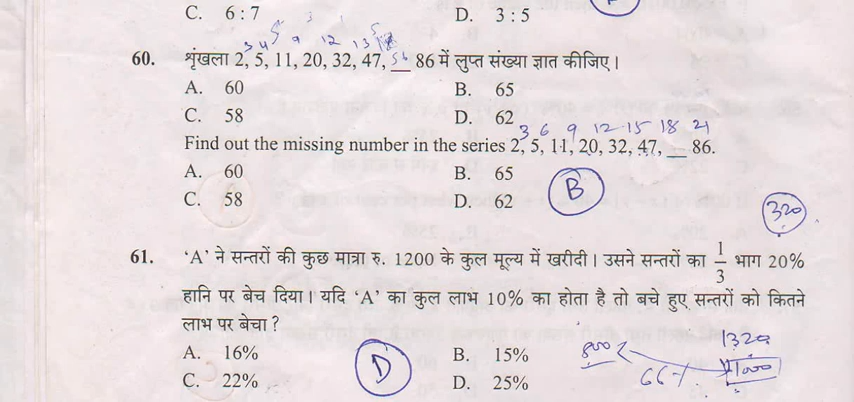 C. 6 : 7 D. 3 : 5
3 4 5 9 12 13
60. शृंखला 2, 5, 11, 20, 32, 47, __ 86 में लुप्त संख्या ज्ञात कीजिए।
56
A. 60 B. 65
C. 58 D. 62
3 6 9 12 15 18 21
Find out the missing number in the series 2, 5, 11, 20, 32, 47, __ 86.
A. 60 B. 65
C. 58 D. 62 B
320
61. ‘A’ ने सन्तरों की कुछ मात्रा रु. 1200 के कुल मूल्य में खरीदी। उसने सन्तरों का 1/3 भाग 20%
हानि पर बेच दिया। यदि ‘A’ का कुल लाभ 10% का होता है तो बचे हुए सन्तरों को कितने
लाभ पर बेचा ?
A. 16% B. 15% 800 1320
C. 22% D. 25% D 66 1000